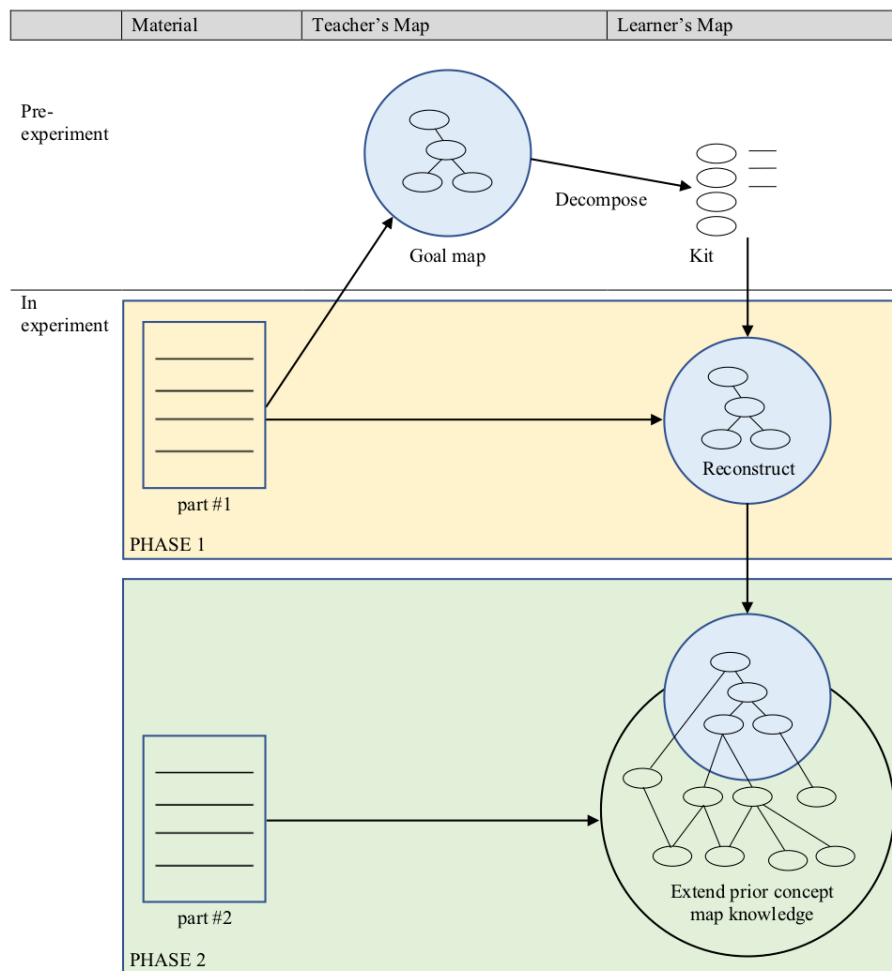 Material
Teacher’s Map
Learner’s Map
Pre-
experiment
Decompose
Goal map
Kit
In
experiment
Reconstruct
part #1
PHASE 1
Extend prior concept
map knowledge
part #2
PHASE 2